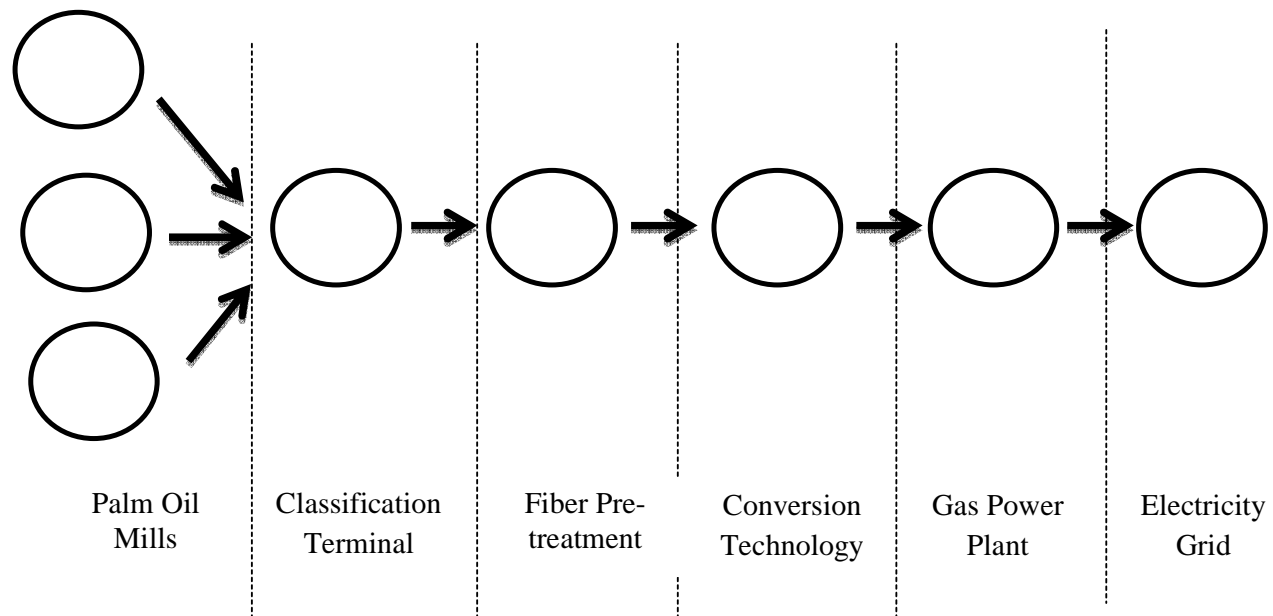 Palm Oil
Mills
Classification
Terminal
Fiber Pre-
treatment
Conversion
Technology
Gas Power
Plant
Electricity
Grid